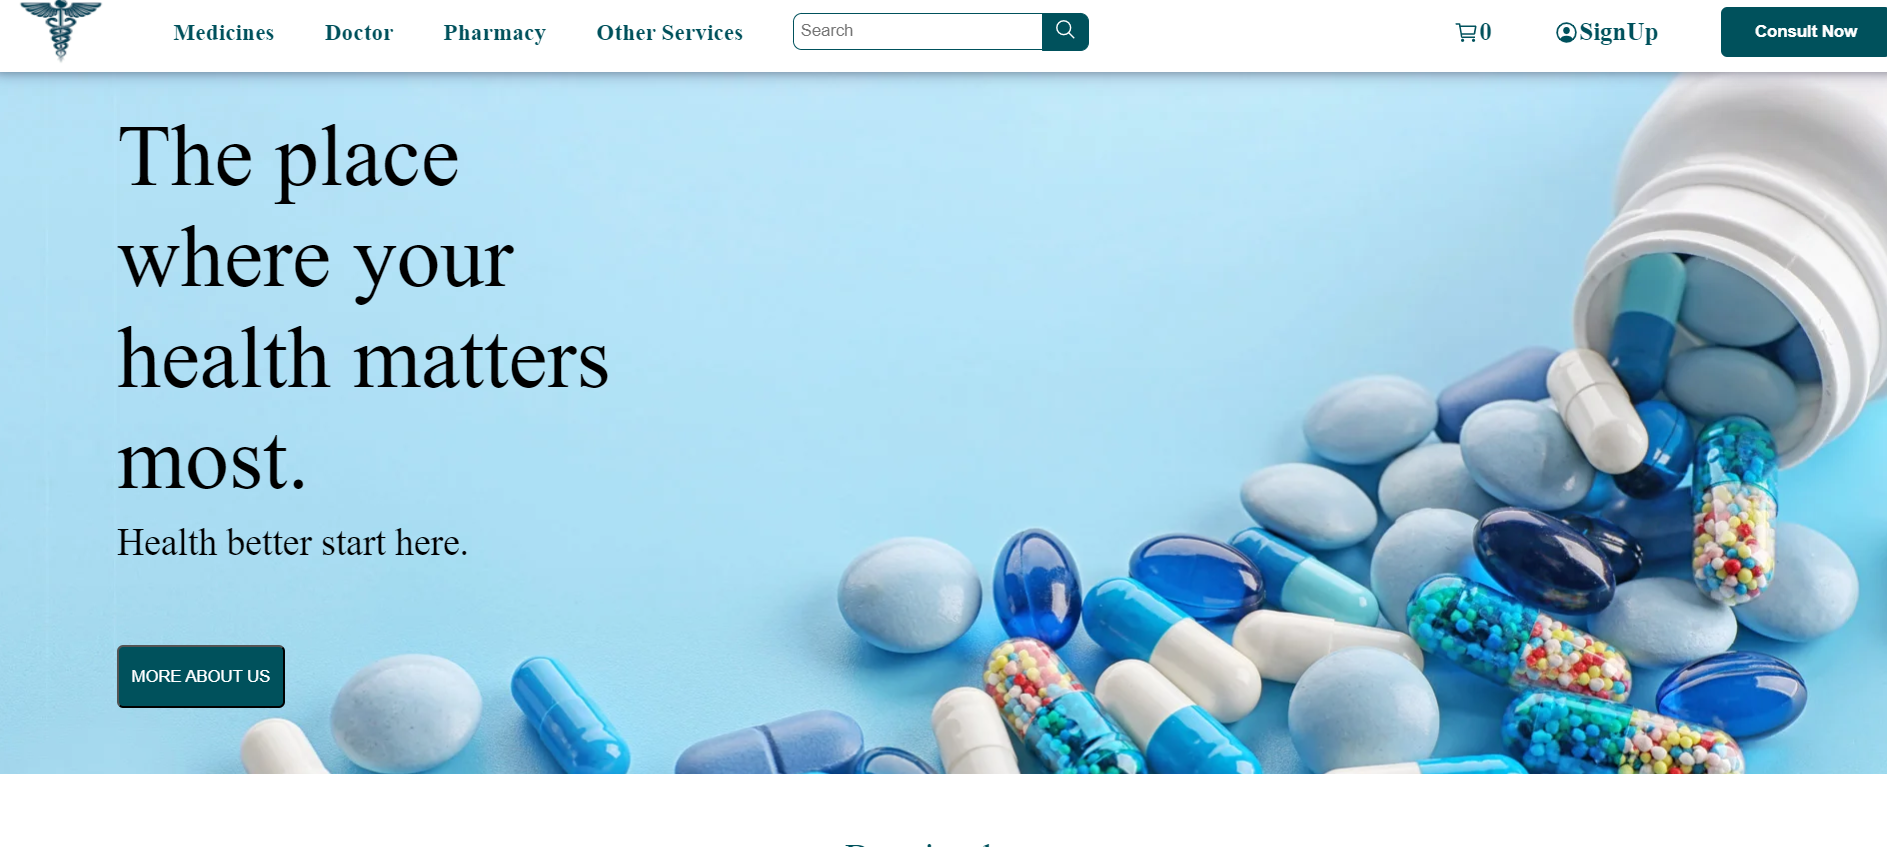 Medicines Doctor Pharmacy Other Services Search 0 SignUp Consult Now
The place
where your
health matters
most.
Health better start here.
MORE ABOUT US